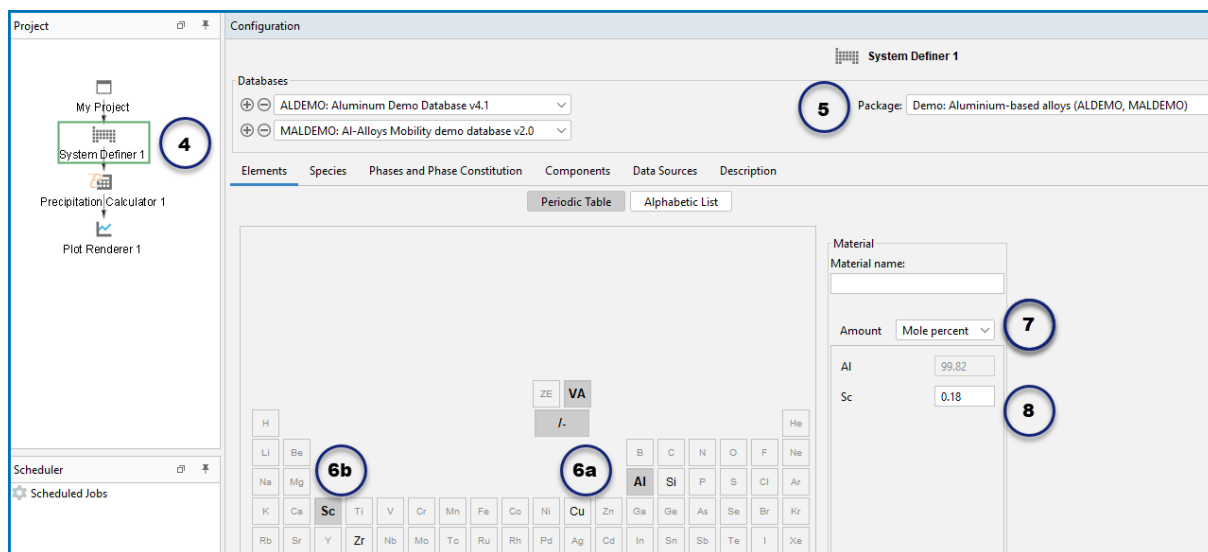 Project
Configuration
System Definer 1
Databases
ALDEMO: Aluminum Demo Database v4.1
MALDEMO: Al-Alloys Mobility demo database v2.0
5
Package: Demo: Aluminium-based alloys (ALDEMO, MALDEMO)
My Project
System Definer 1
4
Precipitation Calculator 1
Plot Renderer 1
Elements Species Phases and Phase Constitution Components Data Sources Description
Periodic Table Alphabetic List
Material
Material name:
Amount Mole percent
7
Al 99.82
Sc 0.18
8
ZE VA
H /- He
Li Be B C N O F Ne
6b 6a
Na Mg Al Si P S Cl Ar
K Ca Sc Ti V Cr Mn Fe Co Ni Cu Zn Ga Ge As Se Br Kr
Rb Sr Y Zr Nb Mo Tc Ru Rh Pd Ag Cd In Sn Sb Te I Xe
Scheduler
Scheduled Jobs